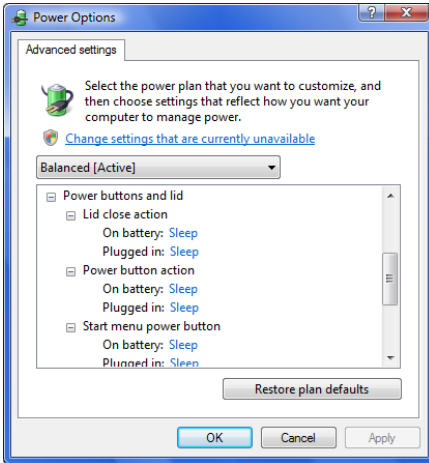 Power Options
Advanced settings
Select the power plan that you want to customize, and
then choose settings that reflect how you want your
computer to manage power.
Change settings that are currently unavailable
Balanced [Active]
Power buttons and lid
Lid close action
On battery: Sleep
Plugged in: Sleep
Power button action
On battery: Sleep
Plugged in: Sleep
Start menu power button
On battery: Sleep
Plugged in: Sleep
Restore plan defaults
OK
Cancel
Apply